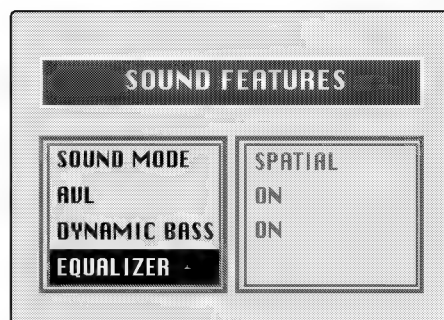 SOUND FEATURES
SOUND MODE SPATIAL
AVL ON
DYNAMIC BASS ON
EQUALIZER